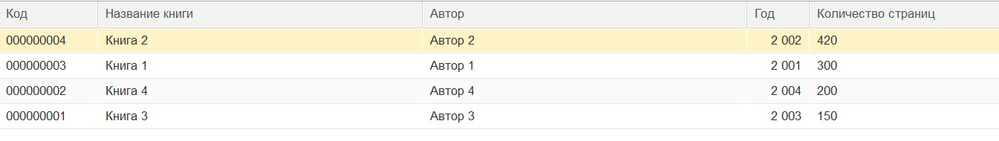 Код Название книги Автор Год Количество страниц
000000004 Книга 2 Автор 2 2 002 420
000000003 Книга 1 Автор 1 2 001 300
000000002 Книга 4 Автор 4 2 004 200
000000001 Книга 3 Автор 3 2 003 150